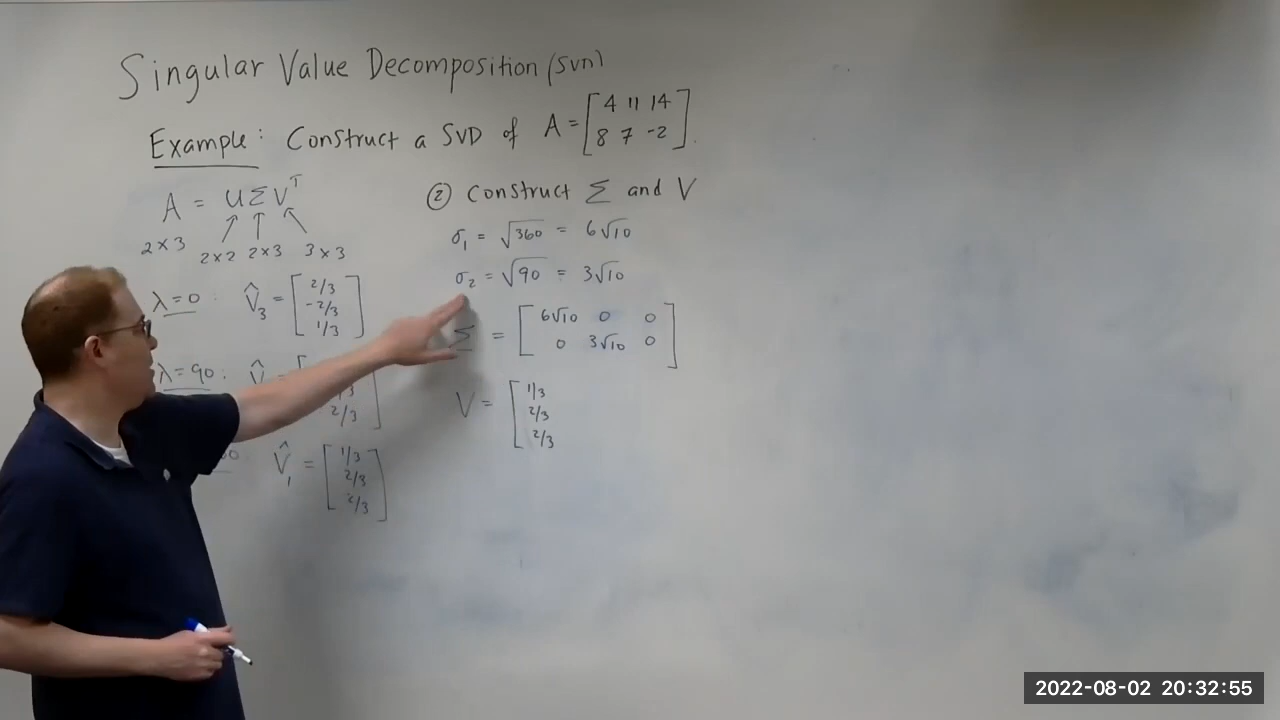 Singular Value Decomposition (SVD)
Example: Construct a SVD of A = [4 11 14
8 7 -2].
A = UΣVᵀ
2×3 2×2 2×3 3×3
λ=0 V̂₃ = [2/3
-2/3
1/3]
λ=90. V̂ = [
/3
2/3]
0. V̂₁ = [1/3
2/3
2/3]
② Construct Σ and V
σ₁ = √360 = 6√10
σ₂ = √90 = 3√10
Σ = [6√10 0 0
0 3√10 0]
V = [1/3
2/3
2/3
2022-08-02 20:32:55